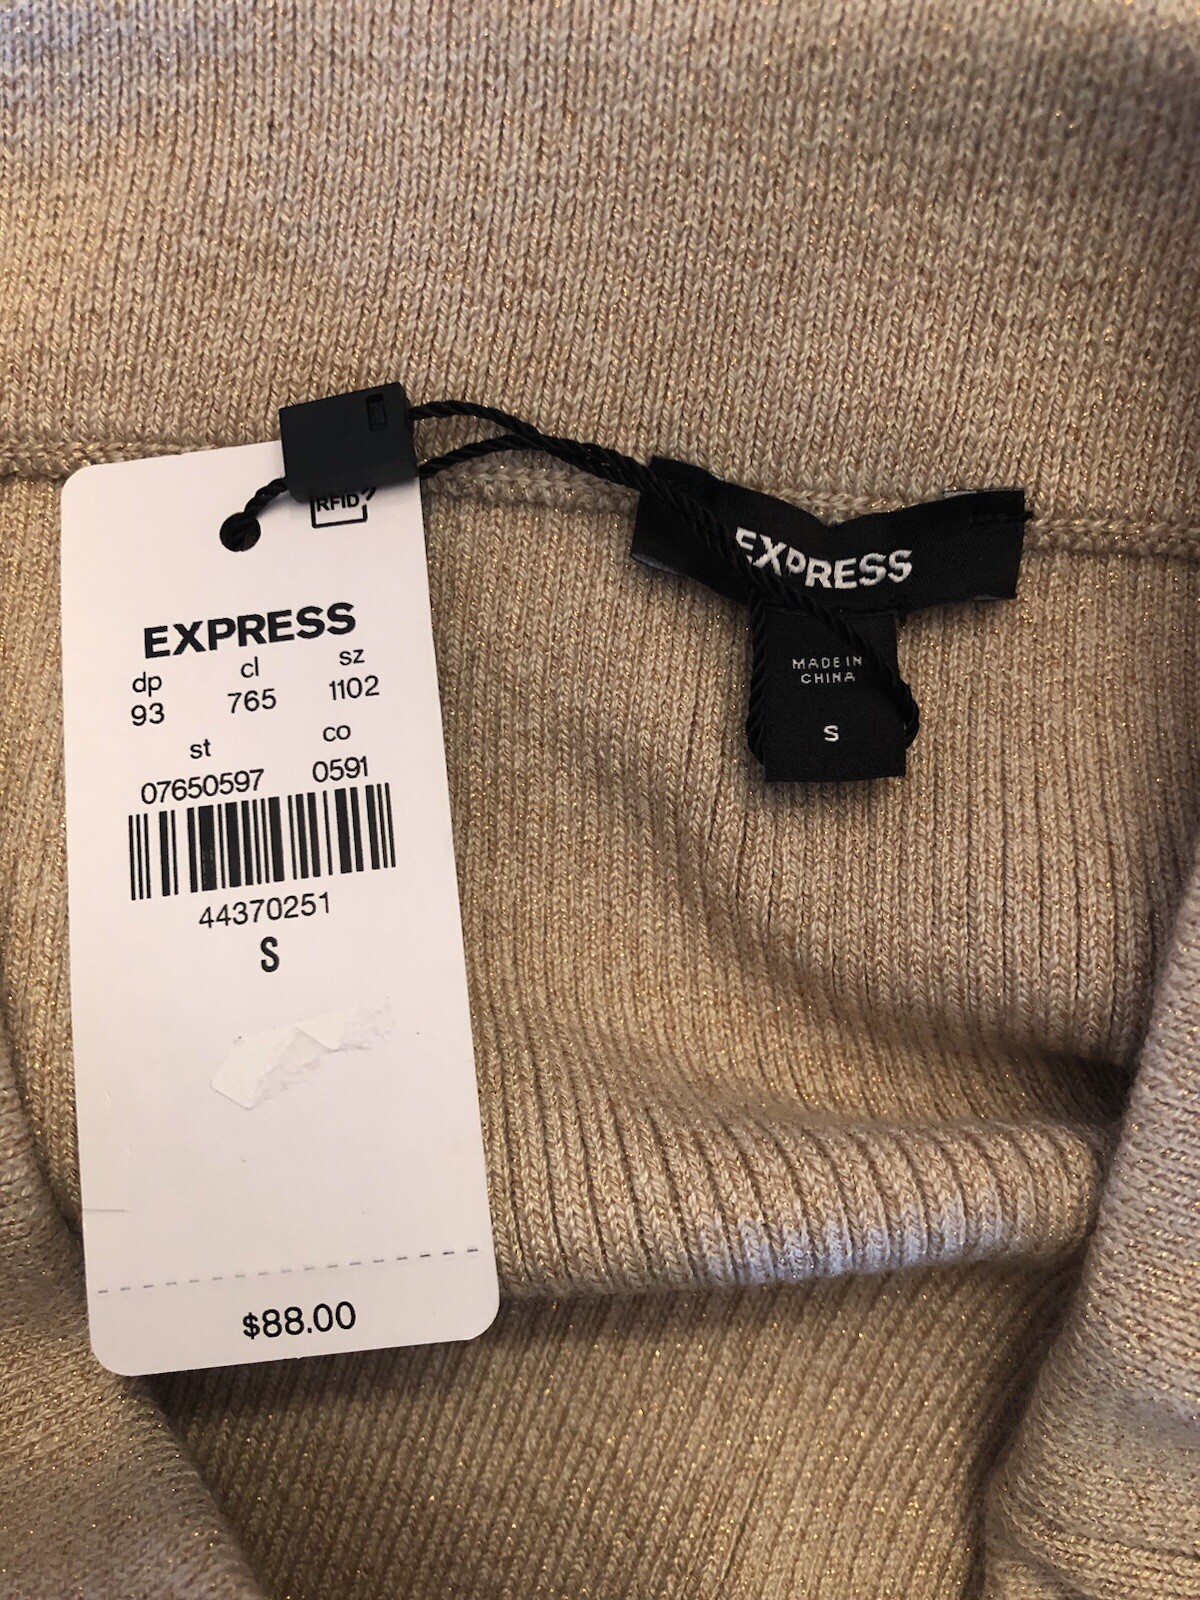 RFID
EXPRESS
dp cl sz
93 765 1102
st co
07650597 0591
44370251
S
$88.00
EXPRESS
MADE IN
CHINA
S